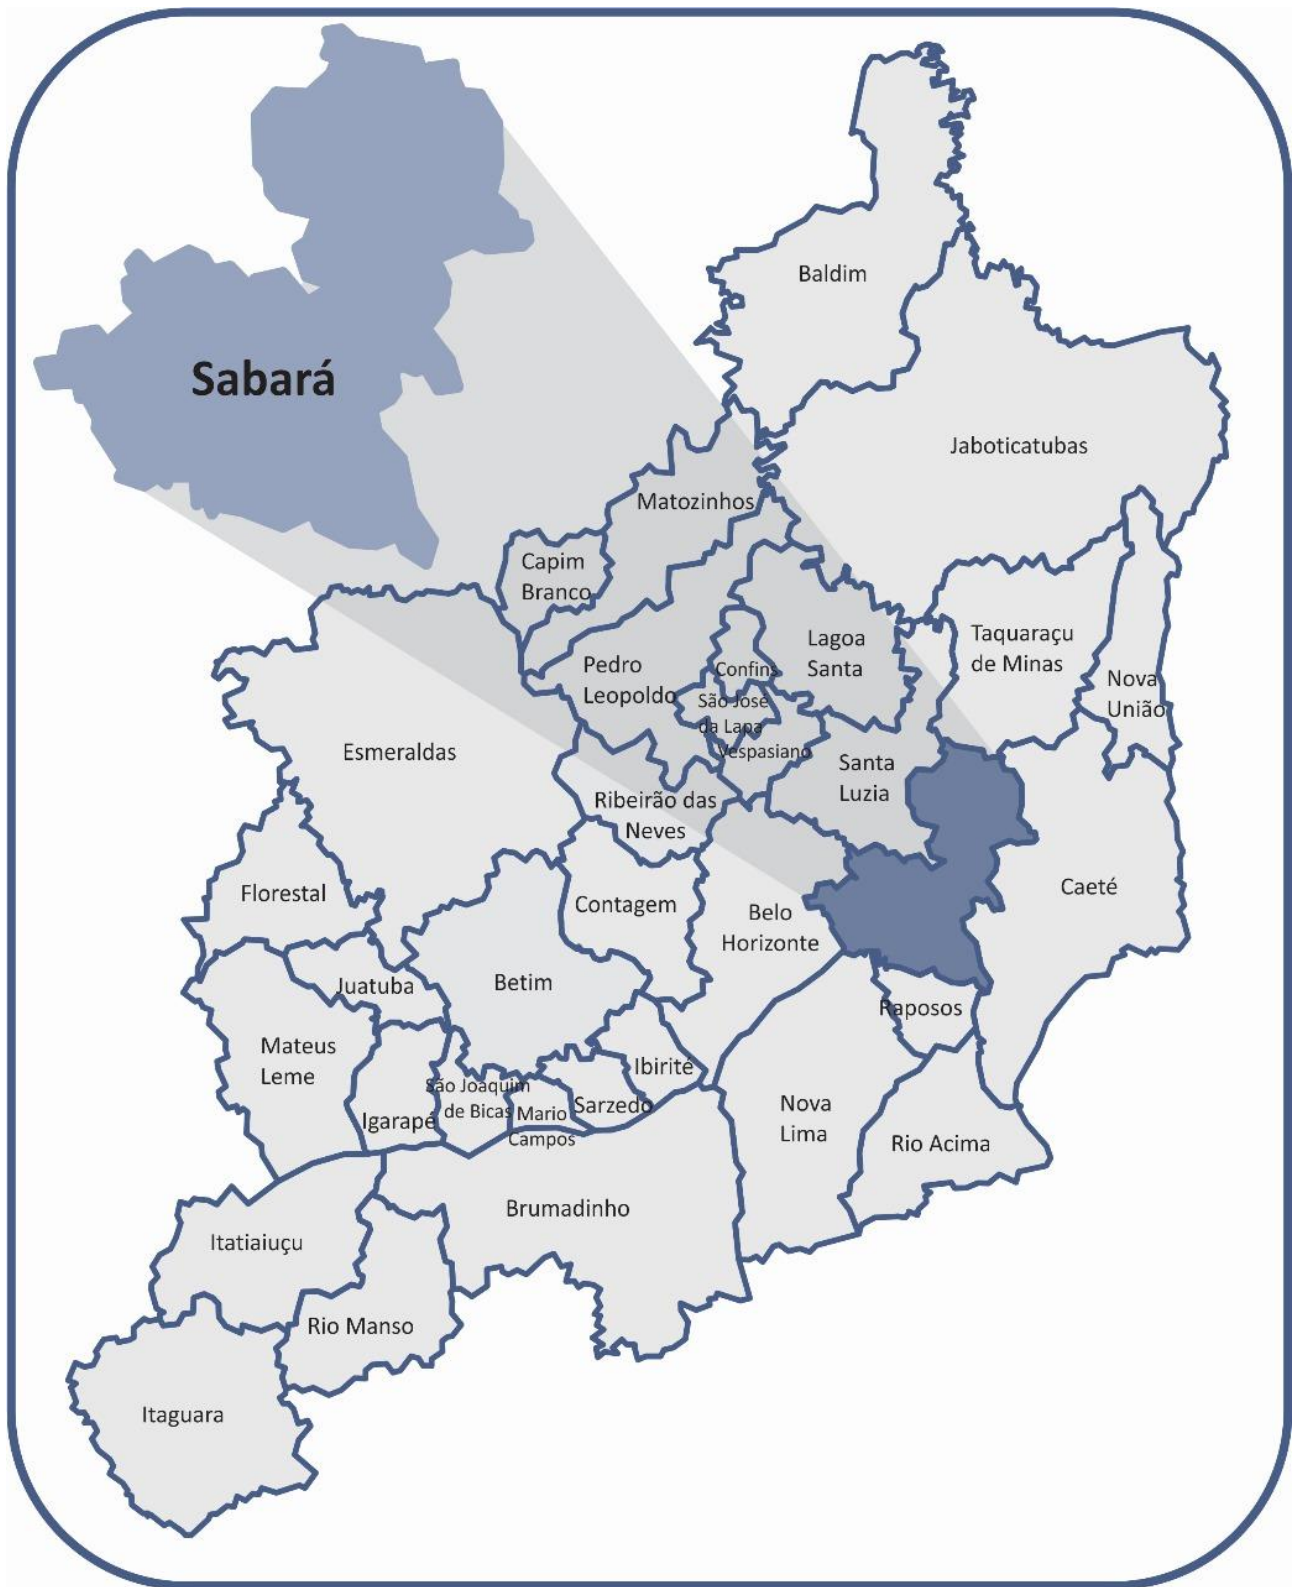 Sabará
Baldim
Jaboticatubas
Matozinhos
Capim
Branco
Taquaraçu
de Minas
Lagoa
Santa
Pedro
Leopoldo
Confins
Nova
União
São José
da Lapa
Vespasiano
Esmeraldas
Santa
Luzia
Ribeirão das
Neves
Caeté
Florestal
Contagem
Belo
Horizonte
Betim
Juatuba
Raposos
Mateus
Leme
Ibirité
São Joaquim
de Bicas
Igarapé
Mario
Campos
Sarzedo
Nova
Lima
Rio Acima
Brumadinho
Itatiaiuçu
Rio Manso
Itaguara